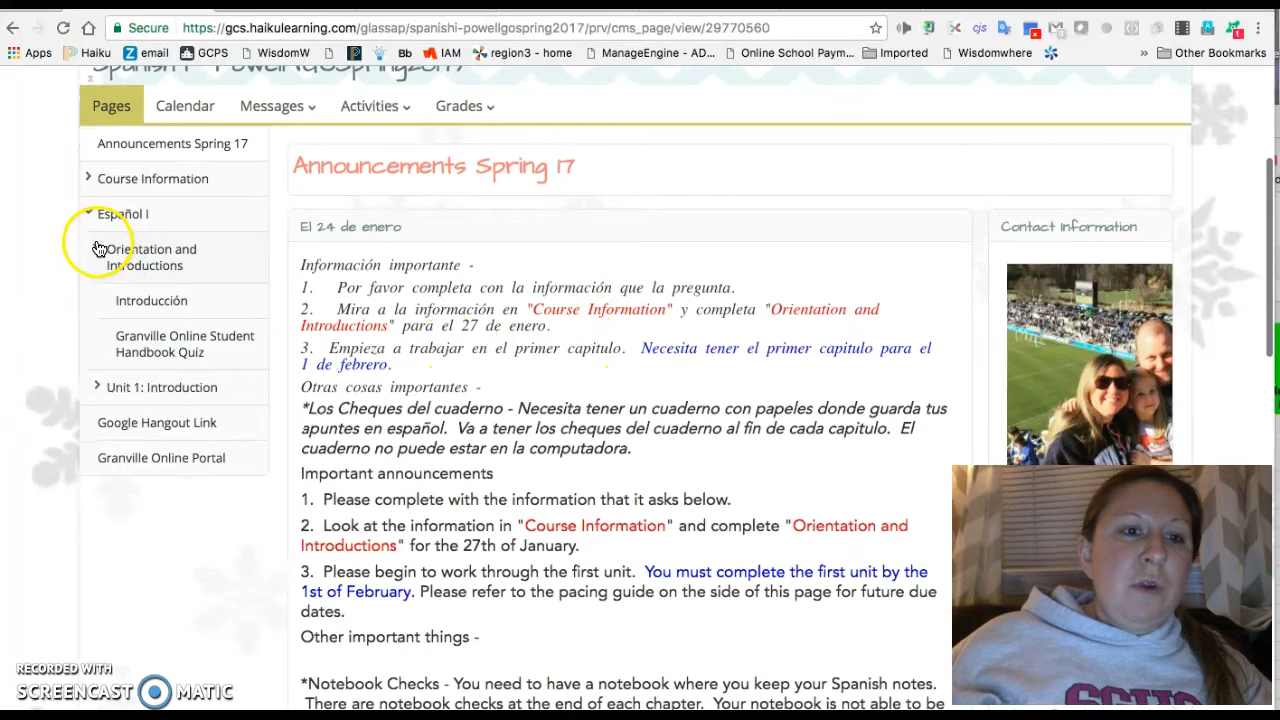 Secure https://gcs.haikulearning.com/glassap/spanishi-powellgospring2017/prv/cms_page/view/29770560
Apps Haiku email GCPS WisdomW Bb IAM region3 - home ManageEngine - AD... Online School Paym... Imported Wisdomwhere » Other Bookmarks
Spanish I - PowellGOSpring2017
Pages Calendar Messages Activities Grades
Announcements Spring 17
Course Information
Español I
Orientation and
Introductions
Introducción
Granville Online Student
Handbook Quiz
Unit 1: Introduction
Google Hangout Link
Granville Online Portal
Announcements Spring 17
El 24 de enero
Información importante -
1. Por favor completa con la información que la pregunta.
2. Mira a la información en "Course Information" y completa "Orientation and
Introductions" para el 27 de enero.
3. Empieza a trabajar en el primer capitulo. Necesita tener el primer capitulo para el
1 de febrero.
Otras cosas importantes -
*Los Cheques del cuaderno - Necesita tener un cuaderno con papeles donde guarda tus
apuntes en español. Va a tener los cheques del cuaderno al fin de cada capitulo. El
cuaderno no puede estar en la computadora.
Important announcements
1. Please complete with the information that it asks below.
2. Look at the information in "Course Information" and complete "Orientation and
Introductions" for the 27th of January.
3. Please begin to work through the first unit. You must complete the first unit by the
1st of February. Please refer to the pacing guide on the side of this page for future due
dates.
Other important things -
*Notebook Checks - You need to have a notebook where you keep your Spanish notes.
There are notebook checks at the end of each chapter. Your notebook is not able to be
Contact Information
RECORDED WITH
SCREENCAST MATIC